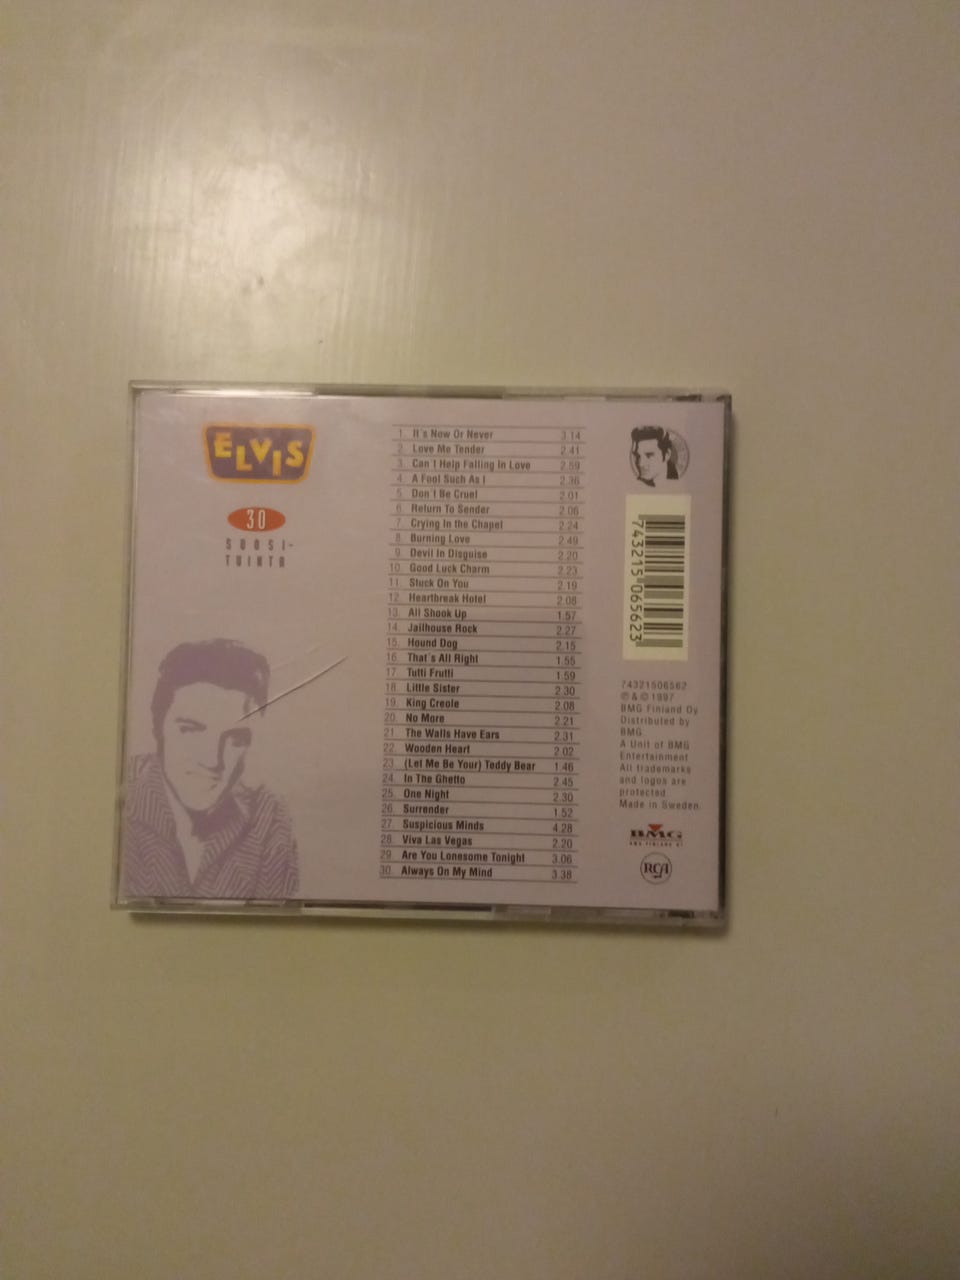 ELVIS
30
SUOSI-
TUINTA
1. It's Now Or Never 3.14
2. Love Me Tender 2.41
3. Can't Help Falling In Love 2.59
4. A Fool Such As I 2.36
5. Don't Be Cruel 2.01
6. Return To Sender 2.06
7. Crying In the Chapel 2.24
8. Burning Love 2.49
9. Devil In Disguise 2.20
10. Good Luck Charm 2.23
11. Stuck On You 2.19
12. Heartbreak Hotel 2.08
13. All Shook Up 1.57
14. Jailhouse Rock 2.27
15. Hound Dog 2.15
16. That's All Right 1.55
17. Tutti Frutti 1.59
18. Little Sister 2.30
19. King Creole 2.08
20. No More 2.21
21. The Walls Have Ears 2.31
22. Wooden Heart 2.02
23. (Let Me Be Your) Teddy Bear 1.46
24. In The Ghetto 2.45
25. One Night 2.30
26. Surrender 1.52
27. Suspicious Minds 4.28
28. Viva Las Vegas 2.20
29. Are You Lonesome Tonight 3.06
30. Always On My Mind 3.38
7 43215 06562 3
74321506562
℗ & © 1997
BMG Finland Oy
Distributed by
BMG.
A Unit of BMG
Entertainment
All trademarks
and logos are
protected.
Made in Sweden.
BMG
BMG FINLAND OY
RCA